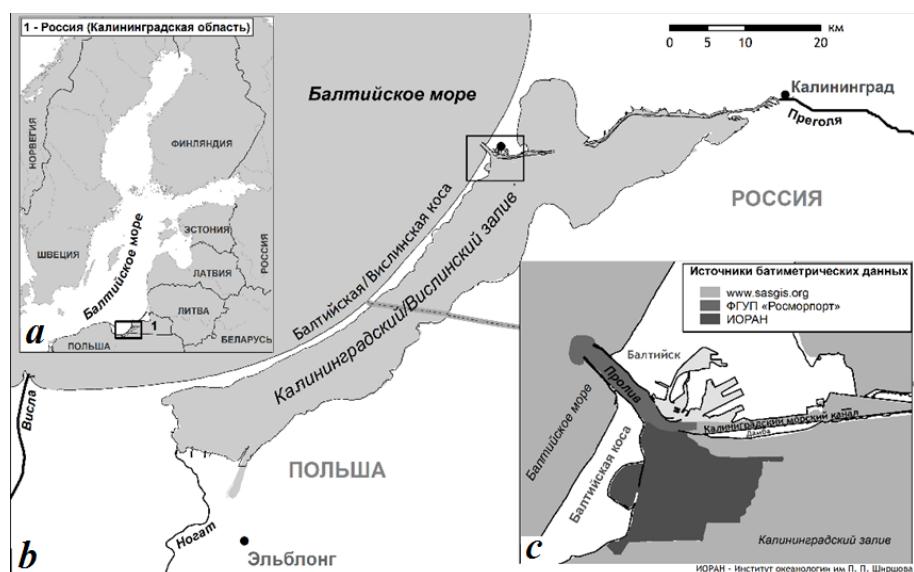 1 - Россия (Калининградская область)
НОРВЕГИЯ
ФИНЛЯНДИЯ
ШВЕЦИЯ
Балтийское море
ЭСТОНИЯ
РОССИЯ
ЛАТВИЯ
ЛИТВА
БЕЛАРУСЬ
ПОЛЬША
1
a
км
0 5 10 20
Балтийское море
Калининград
Преголя
РОССИЯ
Балтийская/Вислинская коса
Калининградский/Вислинский залив
Висла
ПОЛЬША
Ногат
Эльблонг
b
Источники батиметрических данных
www.sasgis.org
ФГУП «Росморпорт»
ИОРАН
Балтийск
Пролив
Калининградский морской канал
Дамба
Балтийское море
Балтийская коса
Калининградский залив
c
ИОРАН - Институт океанологии им П. П. Ширшова